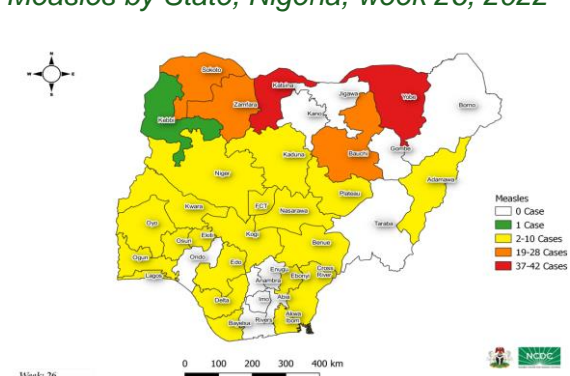 Measles by State, Nigeria, week 26, 2022
N
W
E
S
Sokoto
Katsina
Jigawa
Yobe
Zamfara
Borno
Kebbi
Kano
Gombe
Kaduna
Bauchi
Niger
Adamawa
Plateau
Kwara
FCT
Nasarawa
Oyo
Taraba
Osun
Ekiti
Kogi
Benue
Ogun
Ondo
Edo
Enugu
Ebonyi
Cross
River
Anambra
Lagos
Delta
Imo
Abia
Akwa
Ibom
Bayelsa
Rivers
Measles
0 Case
1 Case
2-10 Cases
19-28 Cases
37-42 Cases
0 100 200 300 400 km
Weeks 26
NCDC